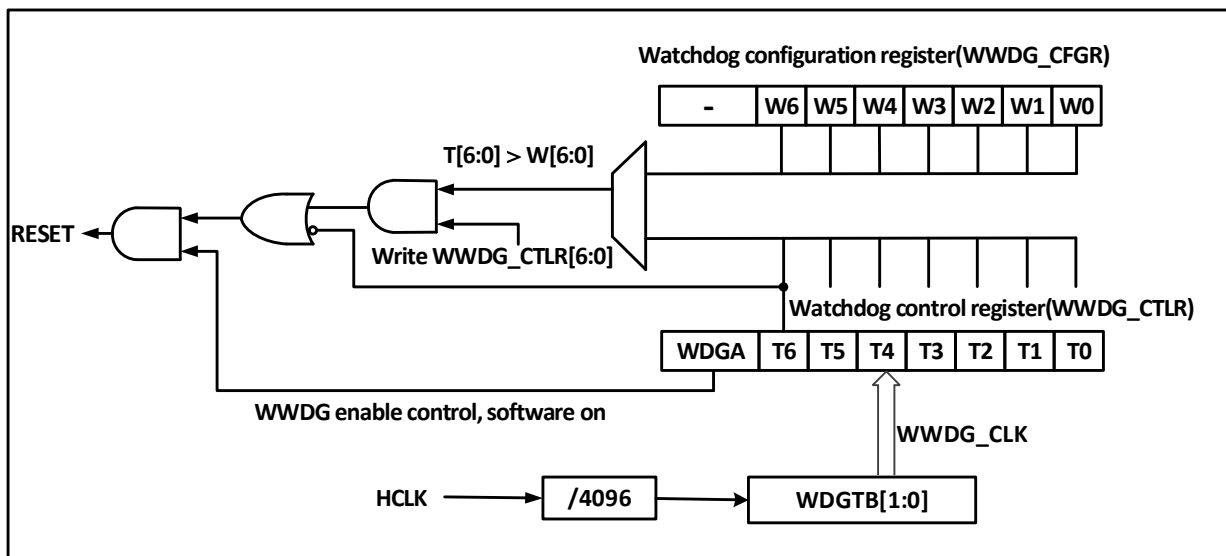 Watchdog configuration register(WWDG_CFGR)
- W6 W5 W4 W3 W2 W1 W0
T[6:0] > W[6:0]
RESET
Write WWDG_CTLR[6:0]
Watchdog control register(WWDG_CTLR)
WDGA T6 T5 T4 T3 T2 T1 T0
WWDG enable control, software on
WWDG_CLK
HCLK /4096 WDGTB[1:0]